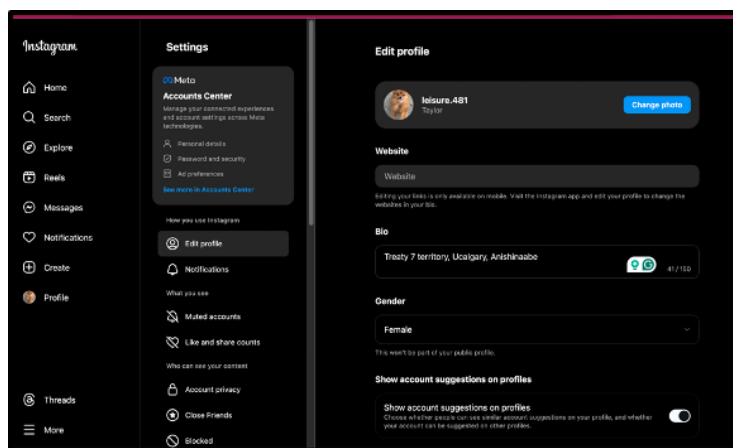 Instagram
Home
Search
Explore
Reels
Messages
Notifications
Create
Profile
Threads
More
Settings
Meta
Accounts Center
Manage your connected experiences
and account settings across Meta
technologies.
Personal details
Password and security
Ad preferences
See more in Accounts Center
How you use Instagram
Edit profile
Notifications
What you see
Muted accounts
Like and share counts
Who can see your content
Account privacy
Close Friends
Blocked
Edit profile
leisure.481
Taylor
Change photo
Website
Website
Editing your links is only available on mobile. Visit the Instagram app and edit your profile to change the
websites in your bio.
Bio
Treaty 7 territory, Ucalgary, Anishinaabe
41/150
Gender
Female
This won't be part of your public profile.
Show account suggestions on profiles
Show account suggestions on profiles
Choose whether people can see similar account suggestions on your profile, and whether
your account can be suggested on other profiles.